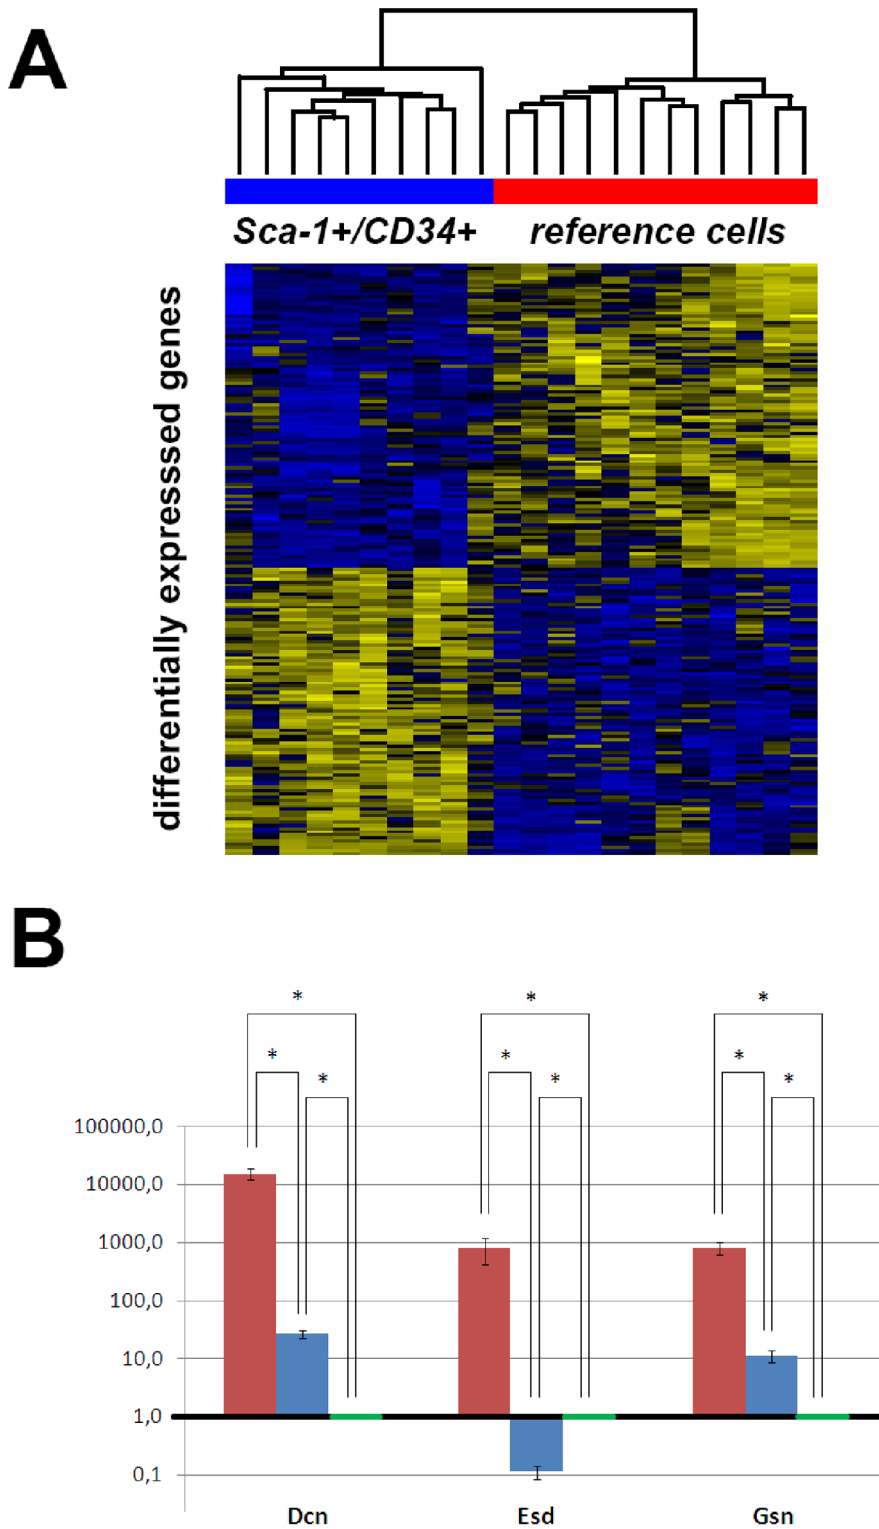 A
Sca-1+/CD34+ reference cells
differentially expresssed genes
B
* * *
* * *
* * *
100000,0
10000,0
1000,0
100,0
10,0
1,0
0,1
Dcn Esd Gsn